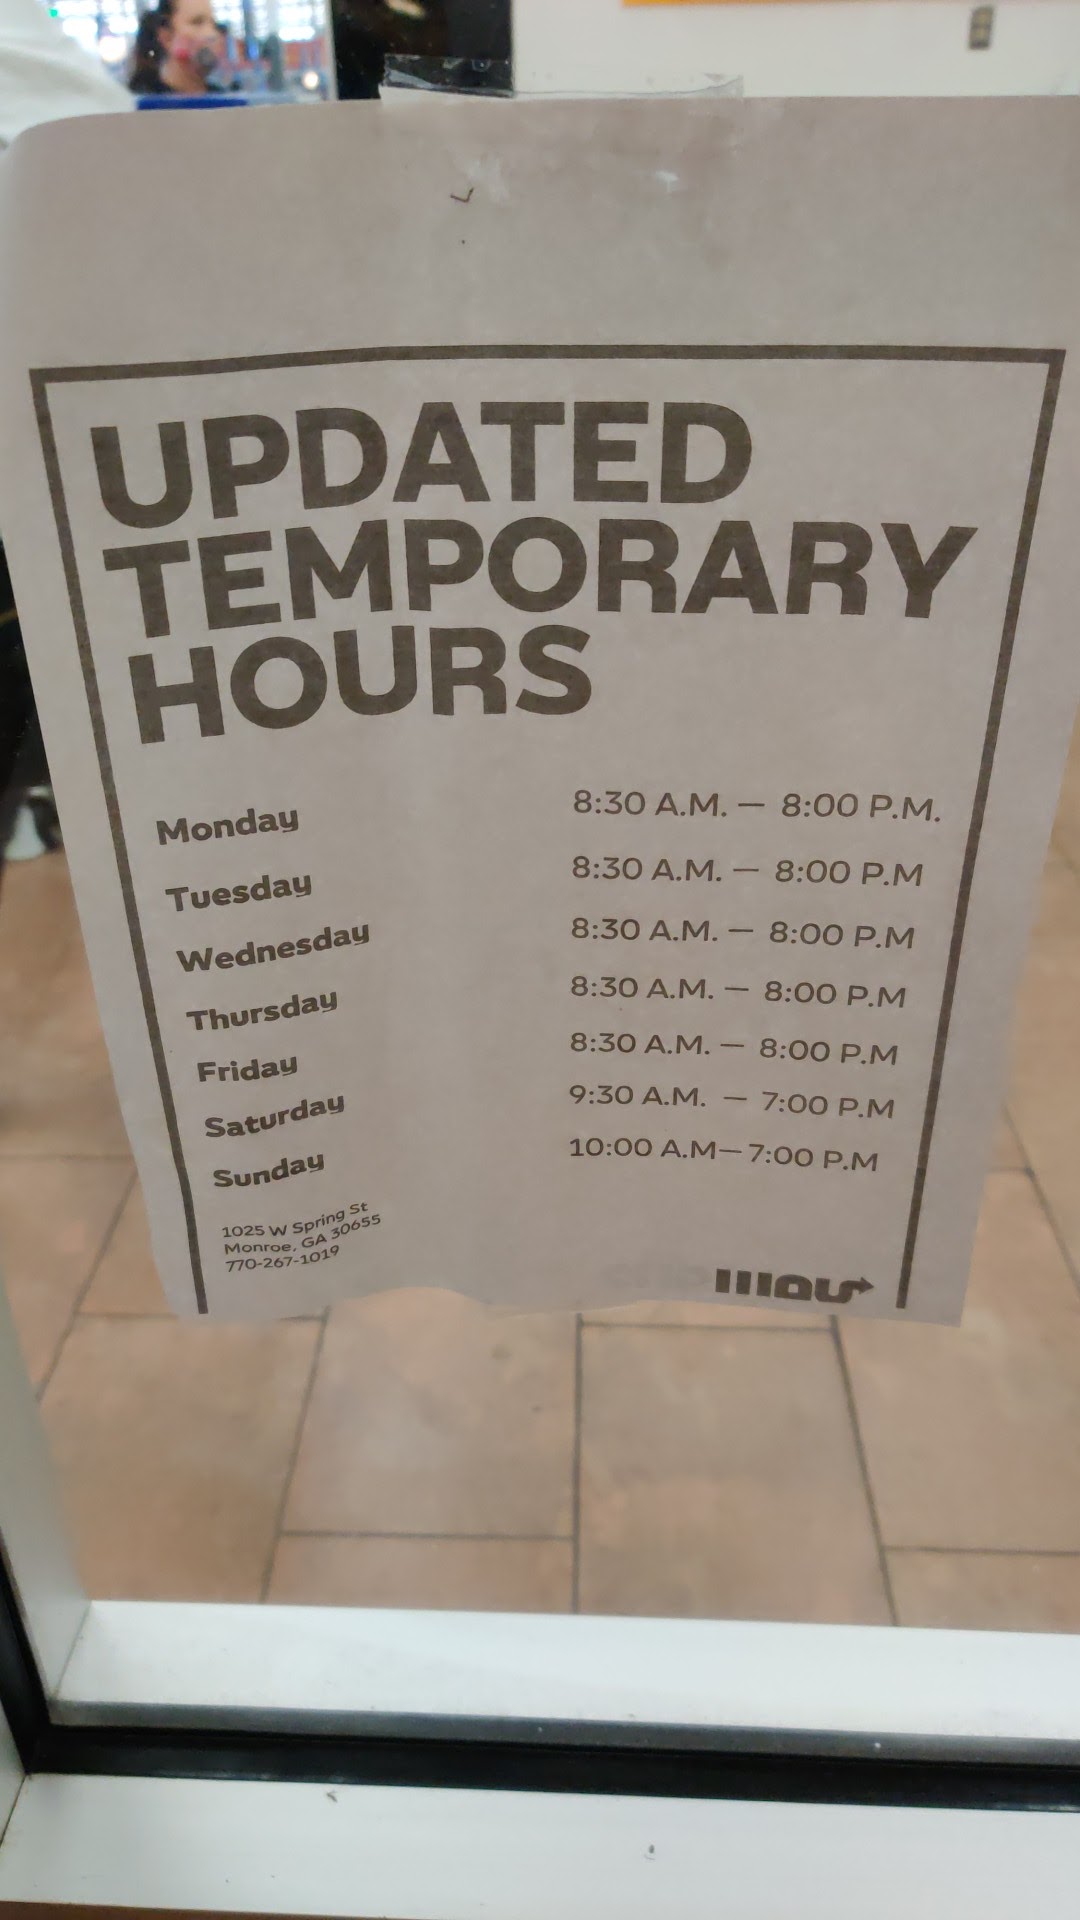 UPDATED
TEMPORARY
HOURS
Monday 8:30 A.M. — 8:00 P.M.
Tuesday 8:30 A.M. — 8:00 P.M
Wednesday 8:30 A.M. — 8:00 P.M
Thursday 8:30 A.M. — 8:00 P.M
Friday 8:30 A.M. — 8:00 P.M
Saturday 9:30 A.M. — 7:00 P.M
Sunday 10:00 A.M— 7:00 P.M
1025 W Spring St
Monroe, GA 30655
770-267-1019